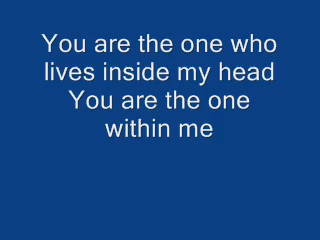 You are the one who
lives inside my head
You are the one
within me